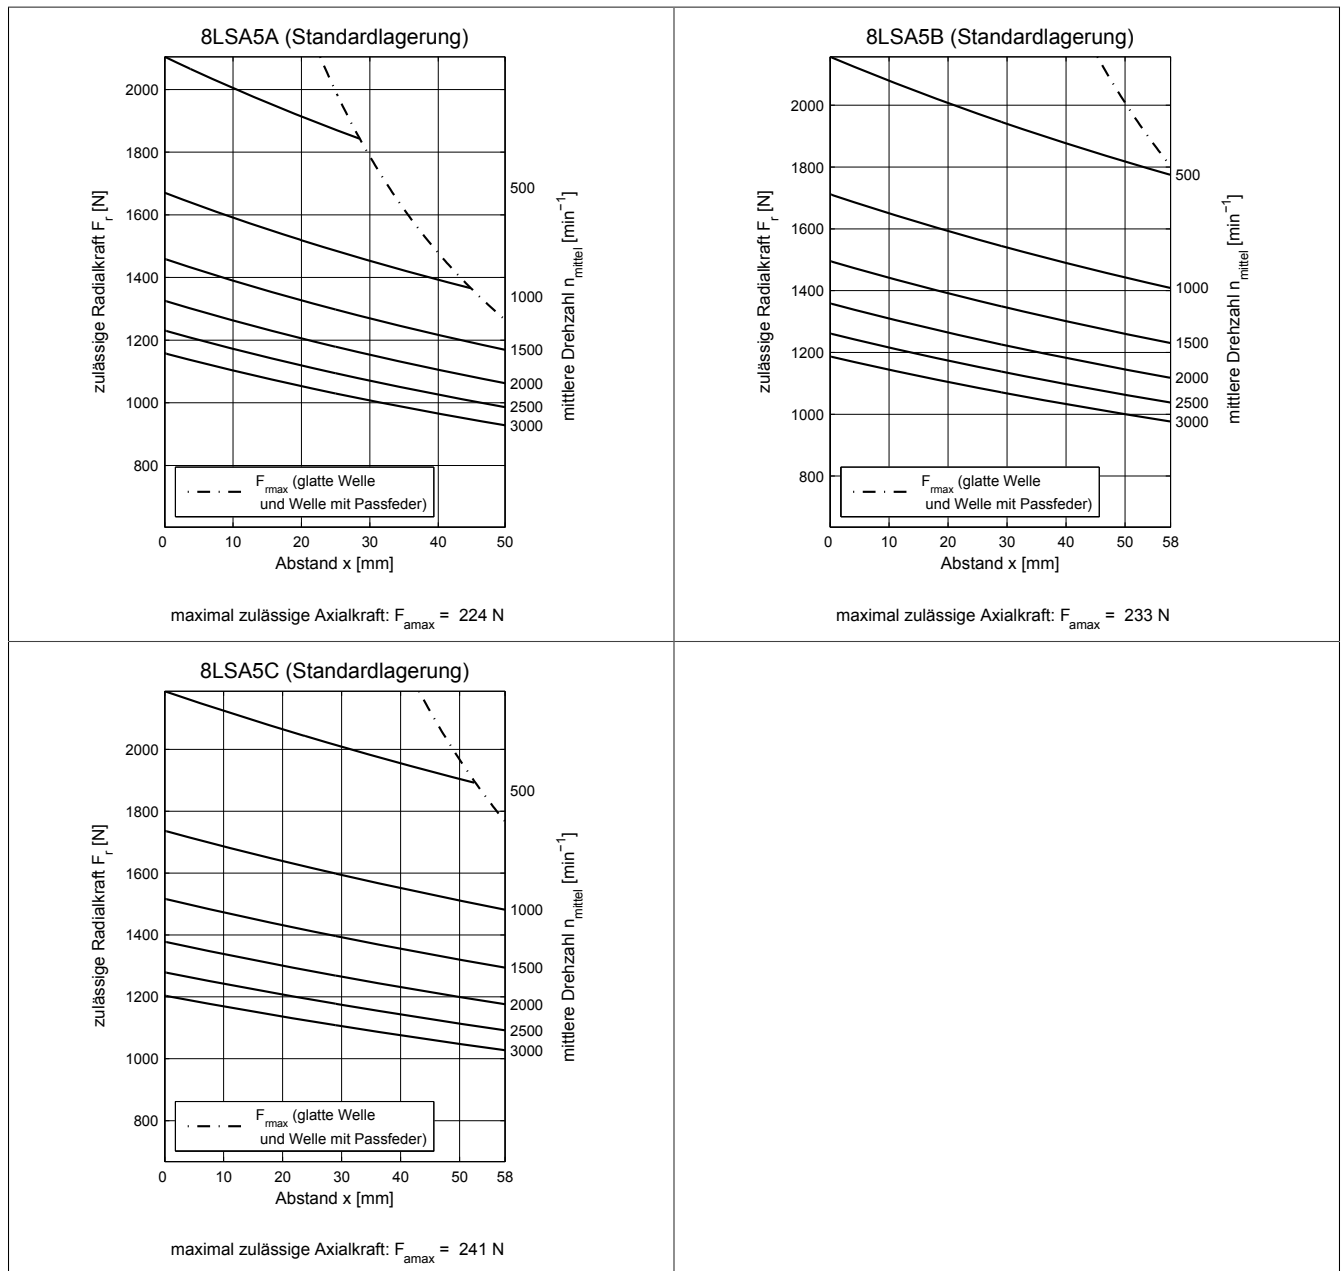 8LSA5A (Standardlagerung)
zulässige Radialkraft Fr [N]
2000
1800
1600
1400
1200
1000
800
500
1000
1500
2000
2500
3000
mittlere Drehzahl nmittel [min−1]
Frmax (glatte Welle
und Welle mit Passfeder)
0 10 20 30 40 50
Abstand x [mm]
maximal zulässige Axialkraft: Famax = 224 N
8LSA5B (Standardlagerung)
zulässige Radialkraft Fr [N]
2000
1800
1600
1400
1200
1000
800
500
1000
1500
2000
2500
3000
mittlere Drehzahl nmittel [min−1]
Frmax (glatte Welle
und Welle mit Passfeder)
0 10 20 30 40 50 58
Abstand x [mm]
maximal zulässige Axialkraft: Famax = 233 N
8LSA5C (Standardlagerung)
zulässige Radialkraft Fr [N]
2000
1800
1600
1400
1200
1000
800
500
1000
1500
2000
2500
3000
mittlere Drehzahl nmittel [min−1]
Frmax (glatte Welle
und Welle mit Passfeder)
0 10 20 30 40 50 58
Abstand x [mm]
maximal zulässige Axialkraft: Famax = 241 N